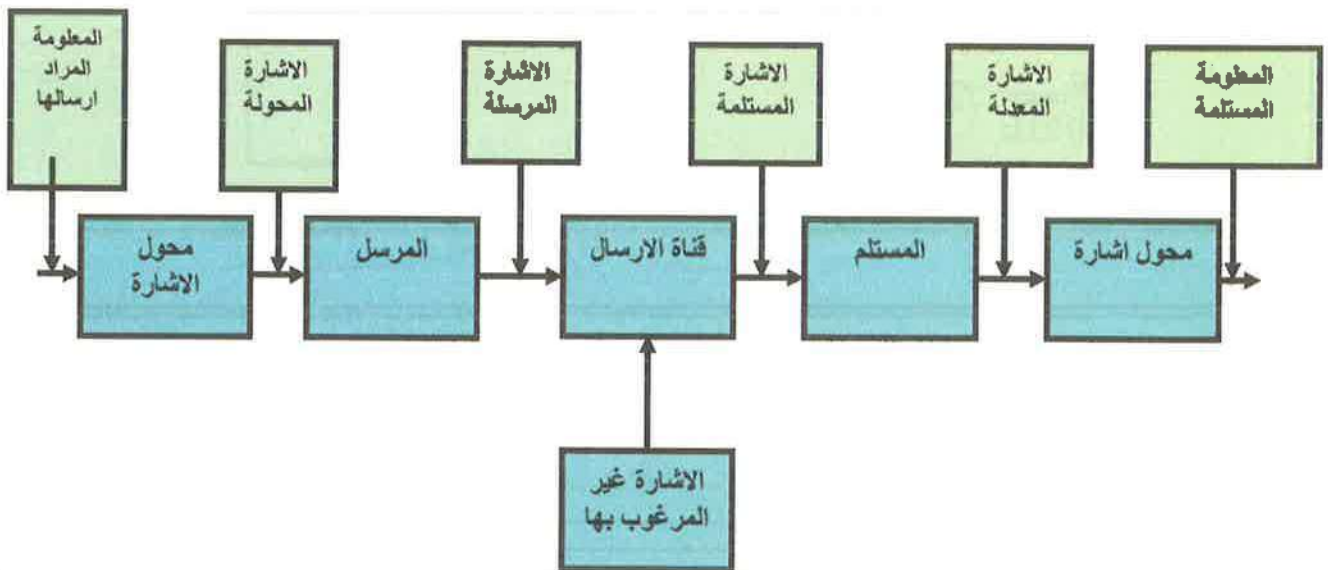 المعلومة
المراد
ارسالها
الاشارة
المحولة
الاشارة
المرسلة
الاشارة
المستلمة
الاشارة
المعدلة
المعلومة
المستلمة
محول
الاشارة
المرسل
قناة الارسال
المستلم
محول اشارة
الاشارة غير
المرغوب بها